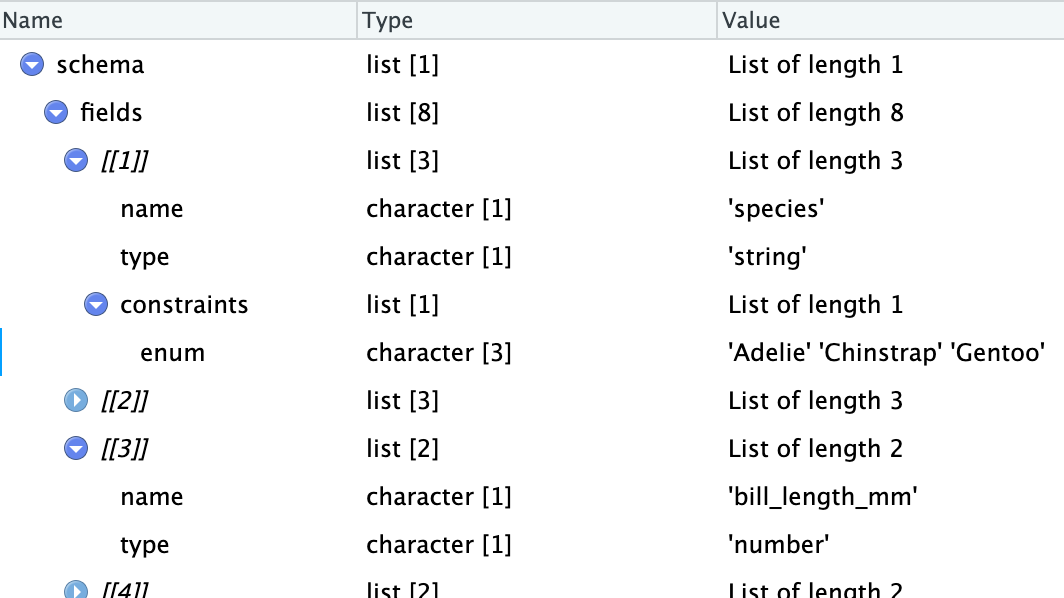 Name Type Value
schema list [1] List of length 1
fields list [8] List of length 8
[[1]] list [3] List of length 3
name character [1] 'species'
type character [1] 'string'
constraints list [1] List of length 1
enum character [3] 'Adelie' 'Chinstrap' 'Gentoo'
[[2]] list [3] List of length 3
[[3]] list [2] List of length 2
name character [1] 'bill_length_mm'
type character [1] 'number'
[[4]] list [2] List of length 2